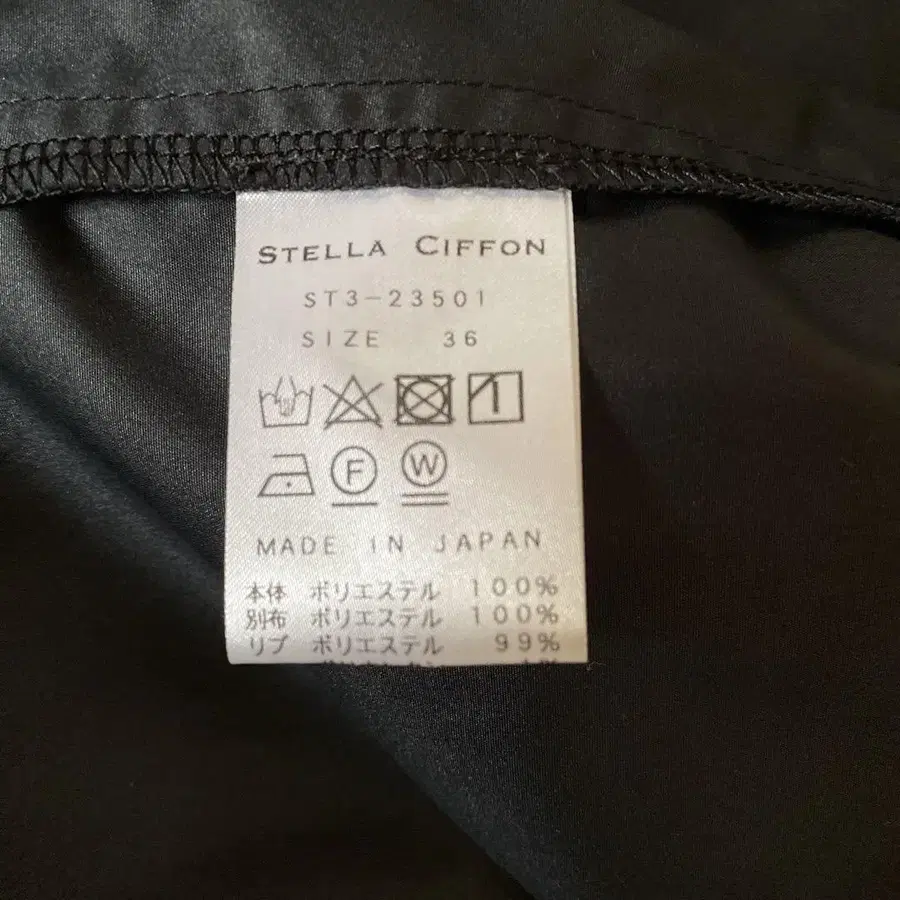 STELLA CIFFON
ST3-23501
SIZE 36
F W
MADE IN JAPAN
本体 ポリエステル 100%
別布 ポリエステル 100%
リブ ポリエステル 99%